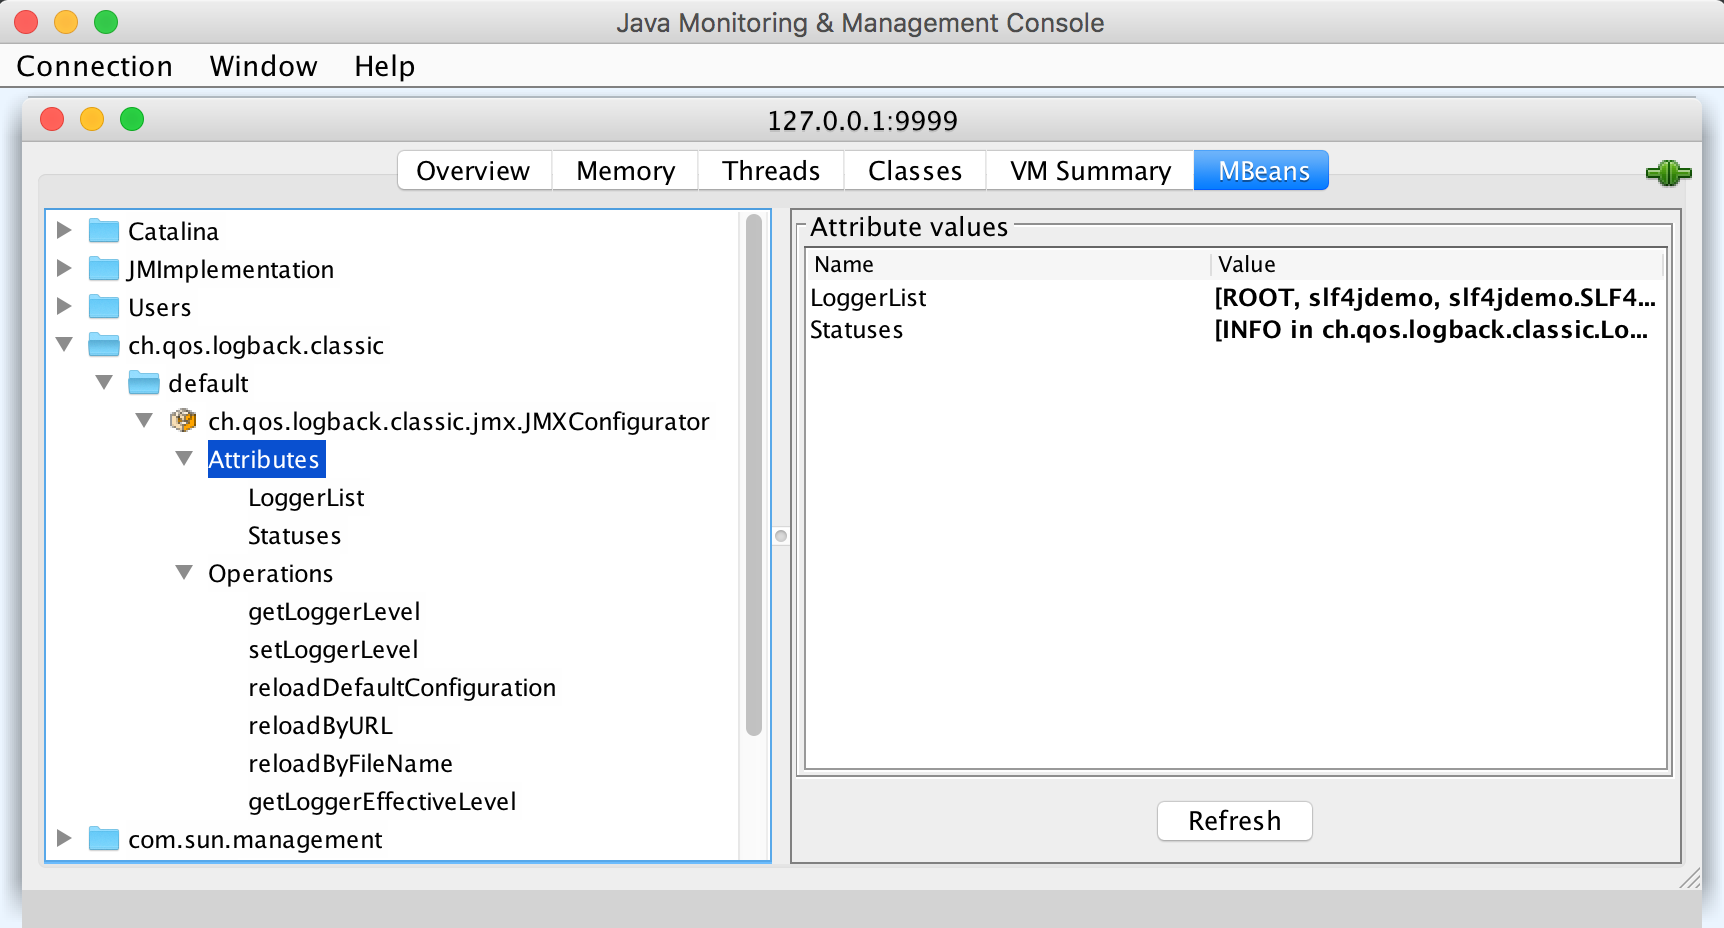 Java Monitoring & Management Console
Connection Window Help
127.0.0.1:9999
Overview Memory Threads Classes VM Summary MBeans
Catalina
JMImplementation
Users
ch.qos.logback.classic
default
ch.qos.logback.classic.jmx.JMXConfigurator
Attributes
LoggerList
Statuses
Operations
getLoggerLevel
setLoggerLevel
reloadDefaultConfiguration
reloadByURL
reloadByFileName
getLoggerEffectiveLevel
com.sun.management
Attribute values
Name Value
LoggerList [ROOT, slf4jdemo, slf4jdemo.SLF4...
Statuses [INFO in ch.qos.logback.classic.Lo...
Refresh